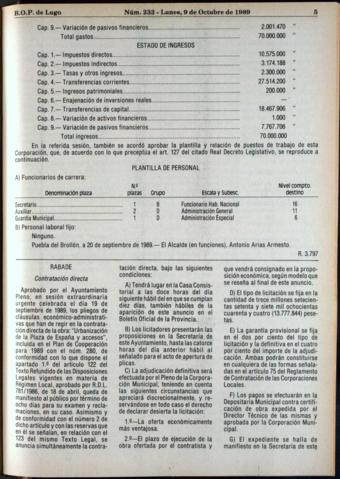 B.O.P. de Lugo Núm. 233 - Lunes, 9 de Octubre de 1989 5
Cap. 9.— Variación de pasivos financieros 2.001.470 "
Total gastos 70.000.000 "
ESTADO DE INGRESOS
Cap. 1.— Impuestos directos 10.575.000 "
Cap. 2.— Impuestos indirectos 3.174.188 "
Cap. 3.— Tasas y otros ingresos 2.300.000 "
Cap. 4.— Transferencias corrientes 27.514.200 "
Cap. 5.— Ingresos patrimoniales 200.000 "
Cap. 6.— Enajenación de inversiones reales —
Cap. 7.— Transferencias de capital 18.467.906 "
Cap. 8.— Variación de activos financieros 1.000 "
Cap. 9.— Variación de pasivos financieros 7.767.706 "
Total ingresos 70.000.000 "
En la referida sesión, también se acordó aprobar la plantilla y relación de puestos de trabajo de esta
Corporación, que, de acuerdo con lo que preceptúa el art. 127 del citado Real Decreto Legislativo, se reproduce a
continuación.
PLANTILLA DE PERSONAL
A) Funcionarios de carrera:
Denominación plaza N.º plazas Grupo Escala y Subesc. Nivel compto. destino
Secretario 1 B Funcionario Hab. Nacional 16
Auxiliar 2 D Administración General 11
Guardia Municipal 1 D Administración Especial 6
B) Personal laboral fijo:
Ninguno.
Puebla del Brollón, a 20 de septiembre de 1989.— El Alcalde (en funciones), Antonio Arias Armesto.
R. 3.797
RABADE
Contratación directa
Aprobado por el Ayuntamiento
Pleno, en sesión extraordinaria
urgente celebrada el día 19 de
septiembre de 1989, los pliegos de
cláusulas económico-administrati-
vas que han de regir en la contrata-
ción directa de la obra: "Urbanización
de la Plaza de España y accesos",
incluida en el Plan de Cooperación
para 1989 con el núm. 280, de
conformidad con lo que dispone el
apartado 1º del artículo 122 del
Texto Refundido de las Disposiciones
Legales vigentes en materia de
Régimen Local, aprobado por R.D.L.
781/1986, de 18 de abril, queda de
manifiesto al público por término de
ocho días para su examen y recla-
maciones, en su caso. Asimismo y
de conformidad con el número 2 de
dicho artículo y con las reservas que
en él se señalan, en relación con el
123 del mismo Texto Legal, se
anuncia simultáneamente la contra-
tación directa, bajo las siguientes
condiciones:
A) Tendrá lugar en la Casa Consis-
torial a las doce horas del día
siguiente hábil del en que se cumplan
diez días, también hábiles de la
aparición de este anuncio en el
Boletín Oficial de la Provincia.
B) Los licitadores presentarán las
proposiciones en la Secretaría de
este Ayuntamiento, hasta las catorce
horas del día anterior hábil al
señalado para el acto de apertura de
plicas.
C) La adjudicación definitiva será
efectuada por el Pleno de la Corpora-
ción Municipal, teniendo en cuenta
las siguientes circunstancias que
apreciará discrecionalmente, y re-
servándose en todo caso el derecho
de declarar desierta la licitación:
1.º—La oferta económicamente
más ventajosa.
2.º—El plazo de ejecución de la
obra ofertada por el contratista y
que vendrá consignado en la propo-
sición económica, según modelo que
se reseña al final de este anuncio.
D) El tipo de licitación se fija en la
cantidad de trece millones setecien-
tas setenta y siete mil ochocientas
cuarenta y cuatro (13.777.844) pese-
tas.
E) La garantía provisional se fija
en el dos por ciento del tipo de
licitación y la definitiva en el cuatro
por ciento del importe de la adjudi-
cación. Ambas podrán constituirse
en cualquiera de las formas señala-
das en el artículo 75 del Reglamento
de Contratación de las Corporaciones
Locales.
F) Los pagos se efectuarán en la
Depositaría Municipal contra certifi-
cación de obra expedida por el
Director Técnico de las mismas y
aprobada por la Corporación Muni-
cipal.
G) El expediente se halla de
manifiesto en la Secretaría de este